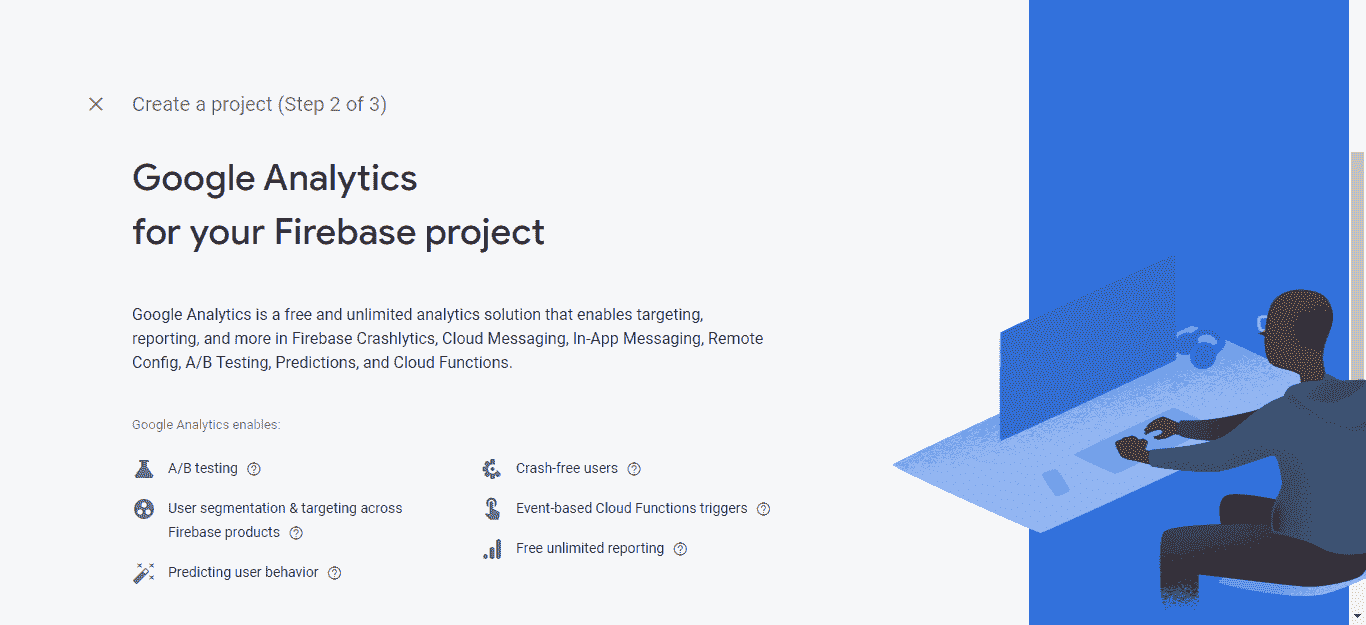 Create a project (Step 2 of 3)
Google Analytics
for your Firebase project
Google Analytics is a free and unlimited analytics solution that enables targeting,
reporting, and more in Firebase Crashlytics, Cloud Messaging, In-App Messaging, Remote
Config, A/B Testing, Predictions, and Cloud Functions.
Google Analytics enables:
A/B testing
User segmentation & targeting across
Firebase products
Predicting user behavior
Crash-free users
Event-based Cloud Functions triggers
Free unlimited reporting